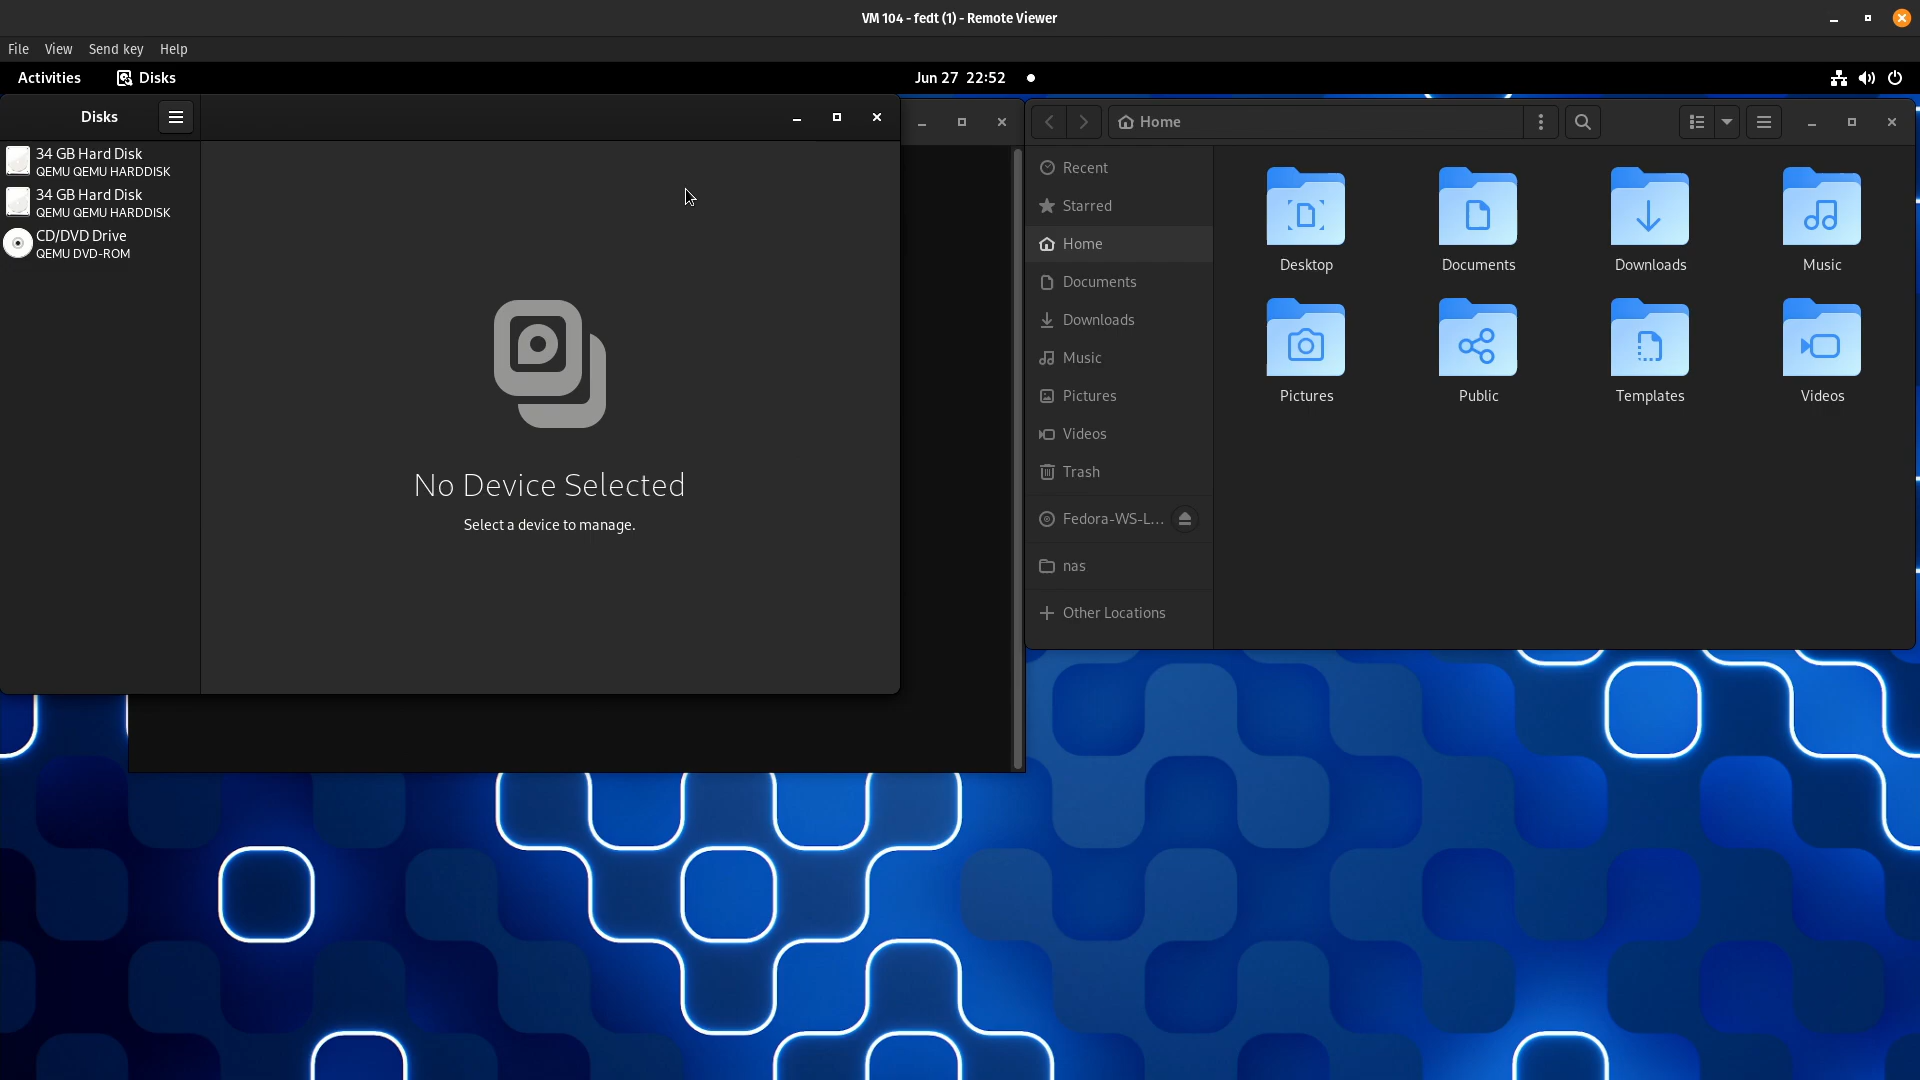 VM 104 - fedt (1) - Remote Viewer
File View Send key Help
Activities Disks Jun 27 22:52
Disks
34 GB Hard Disk
QEMU QEMU HARDDISK
34 GB Hard Disk
QEMU QEMU HARDDISK
CD/DVD Drive
QEMU DVD-ROM
No Device Selected
Select a device to manage.
Home
Recent
Starred
Home
Documents
Downloads
Music
Pictures
Videos
Trash
Fedora-WS-L...
nas
Other Locations
Desktop Documents Downloads Music
Pictures Public Templates Videos